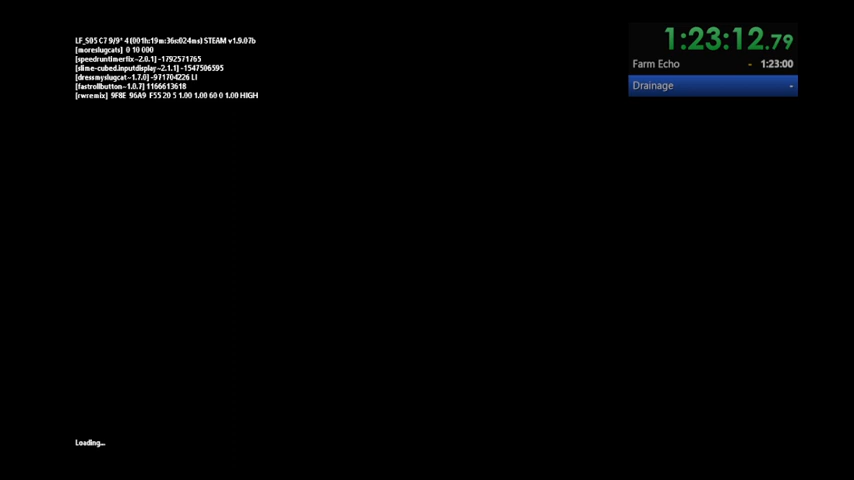 LF_S05 C7 9/9* 4 (001h:19m:36s:024ms) STEAM v1.9.07b
[moreslugcats] 0 10 000
[speedruntimerfix~2.0.1] -1792571765
[slime-cubed.inputdisplay~2.1.1] -1547506595
[dressmyslugcat~1.7.0] -971704226 LI
[fastrollbutton~1.0.7] 1166613618
[rwremix] 9F8E 96A9 F55 20 5 1.00 1.00 60 0 1.00 HIGH
1:23:12.79
Farm Echo - 1:23:00
Drainage -
Loading...